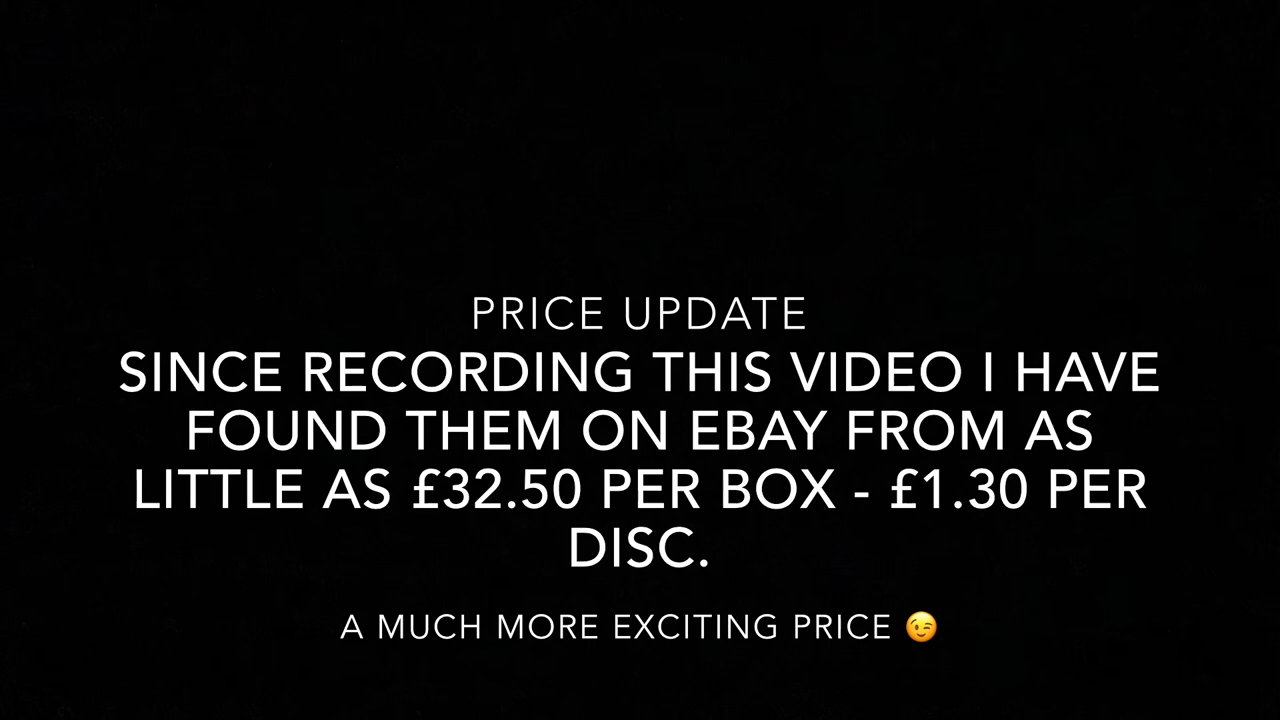 PRICE UPDATE
SINCE RECORDING THIS VIDEO I HAVE
FOUND THEM ON EBAY FROM AS
LITTLE AS £32.50 PER BOX - £1.30 PER
DISC.
A MUCH MORE EXCITING PRICE 😉